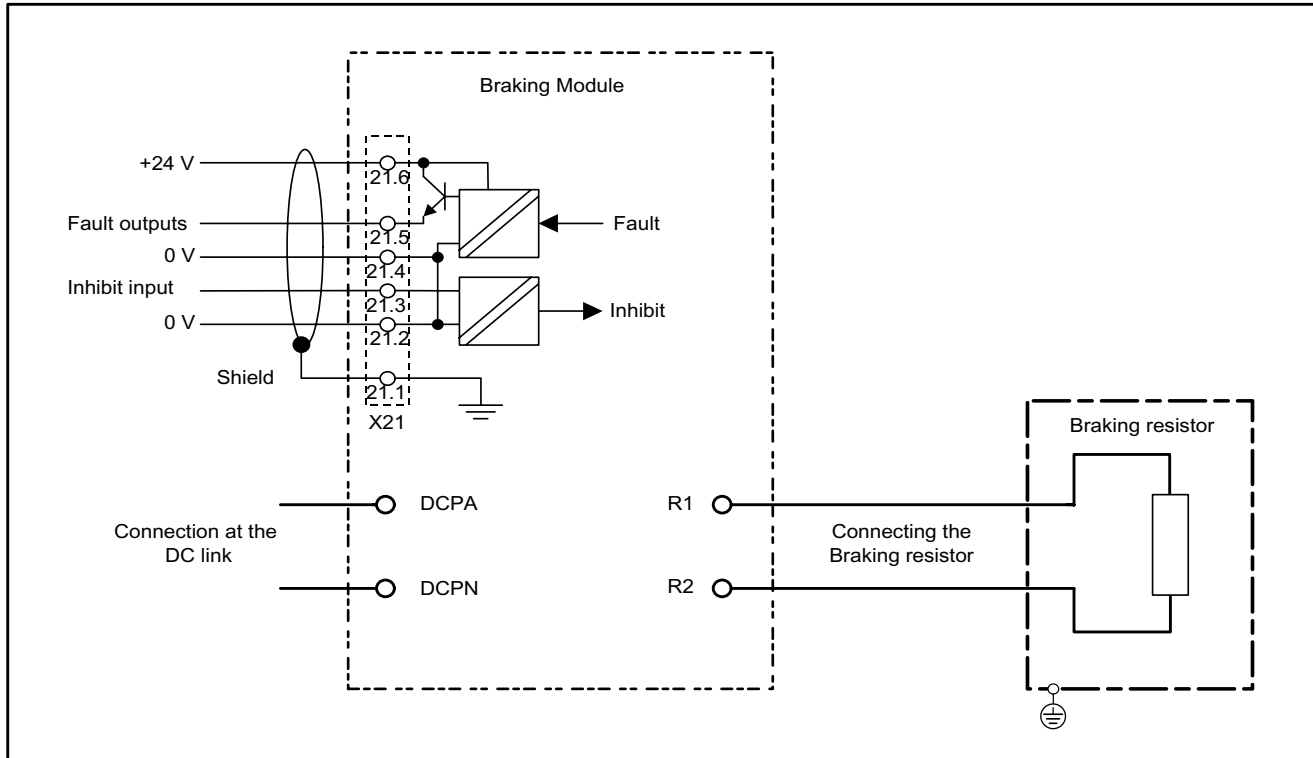 Braking Module
+24 V
21.6
Fault outputs
21.5
Fault
0 V
21.4
Inhibit input
21.3
Inhibit
0 V
21.2
Shield
21.1
X21
Braking resistor
DCPA
R1
Connection at the
DC link
Connecting the
Braking resistor
DCPN
R2